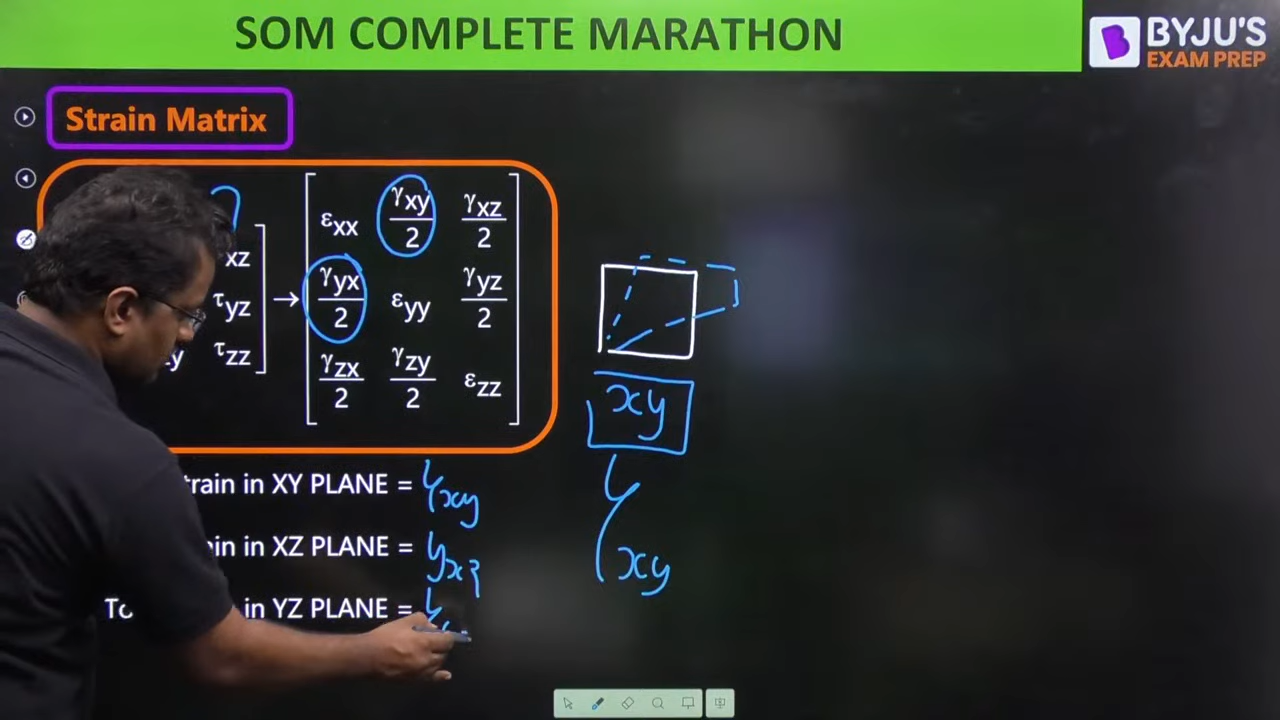 SOM COMPLETE MARATHON
BYJU'S
EXAM PREP
Strain Matrix
xz
τyz
τzz
→
εxx γxy/2 γxz/2
γyx/2 εyy γyz/2
γzx/2 γzy/2 εzz
xy
train in XY PLANE = γxy
in XZ PLANE = γxz
in YZ PLANE =
γxy